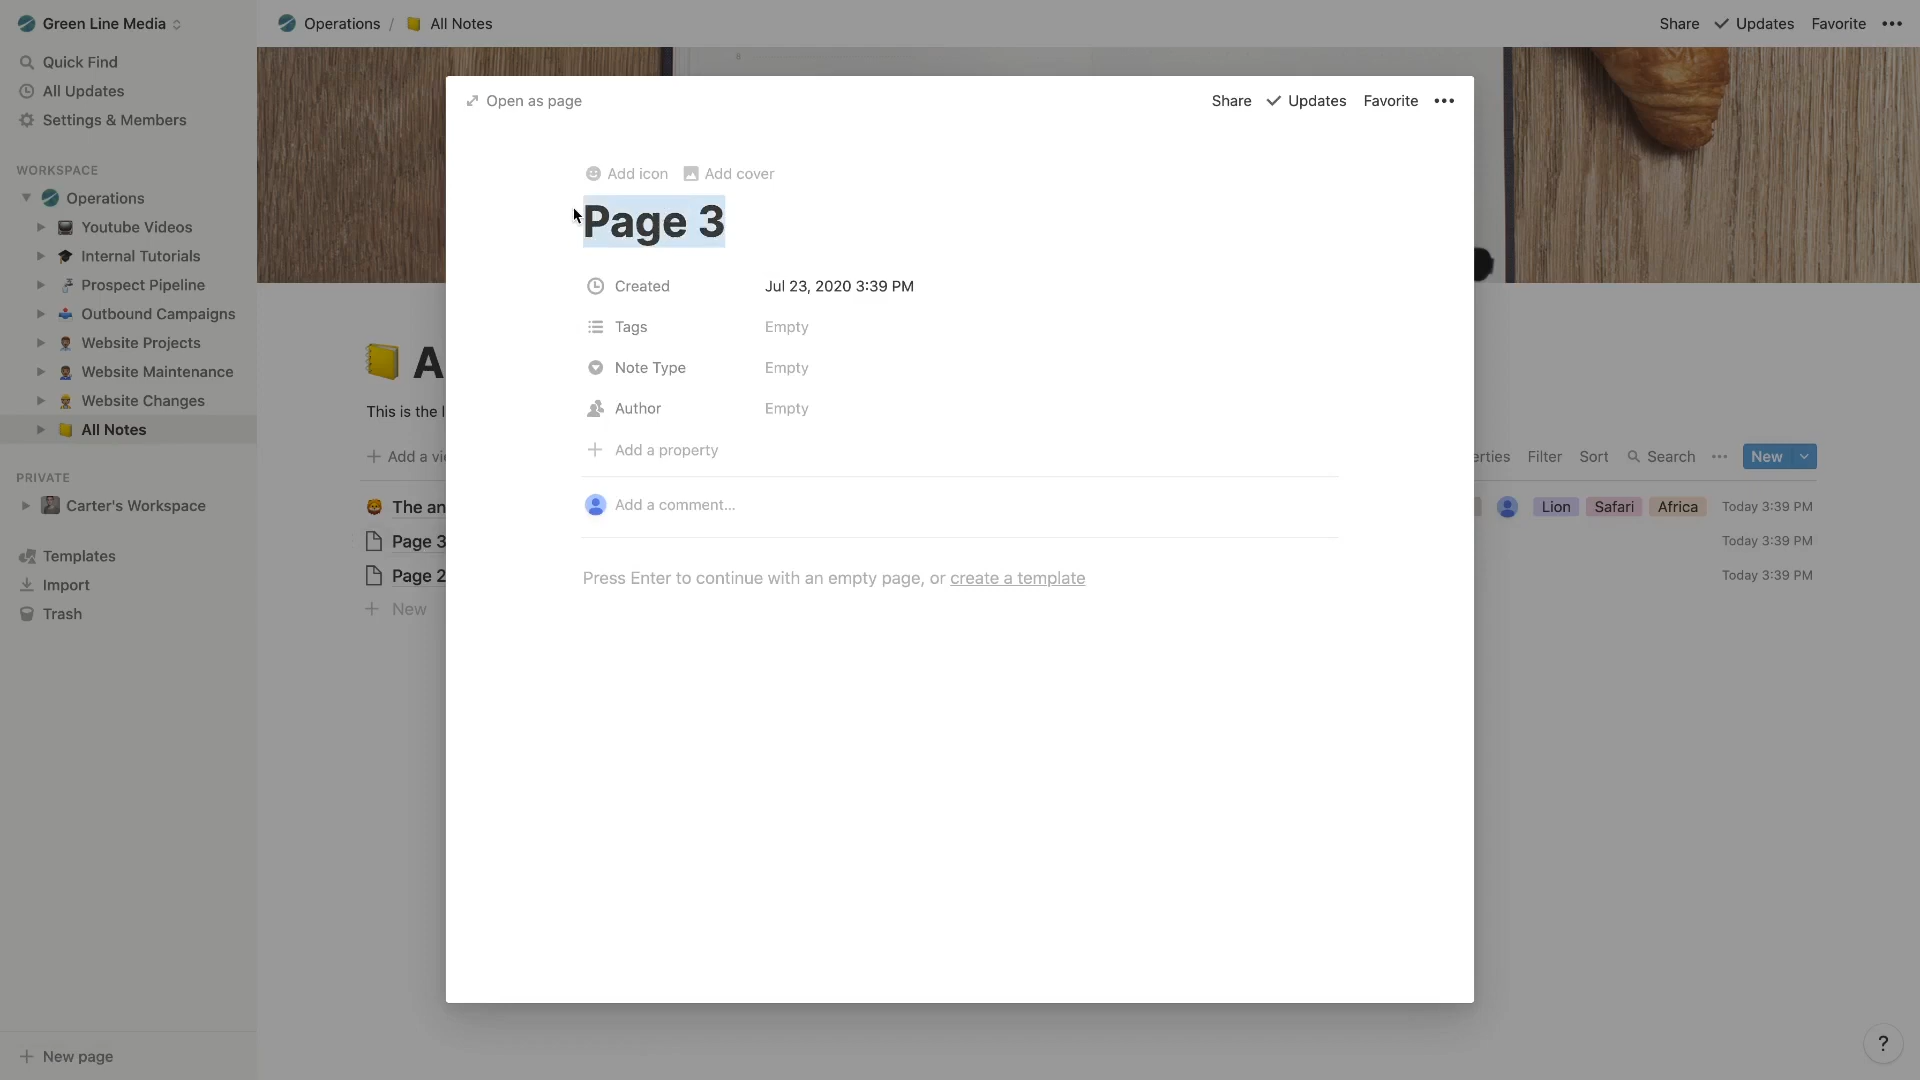 Green Line Media
Operations / All Notes
Share Updates Favorite
Quick Find
All Updates
Settings & Members
WORKSPACE
Operations
Youtube Videos
Internal Tutorials
Prospect Pipeline
Outbound Campaigns
Website Projects
Website Maintenance
Website Changes
All Notes
PRIVATE
Carter's Workspace
Templates
Import
Trash
New page
A
This is the l
Add a vi
The an
Page 3
Page 2
New
Open as page
Share Updates Favorite
Add icon Add cover
Page 3
Created Jul 23, 2020 3:39 PM
Tags Empty
Note Type Empty
Author Empty
Add a property
Add a comment...
Press Enter to continue with an empty page, or create a template
erties Filter Sort Search New
Lion Safari Africa Today 3:39 PM
Today 3:39 PM
Today 3:39 PM
?